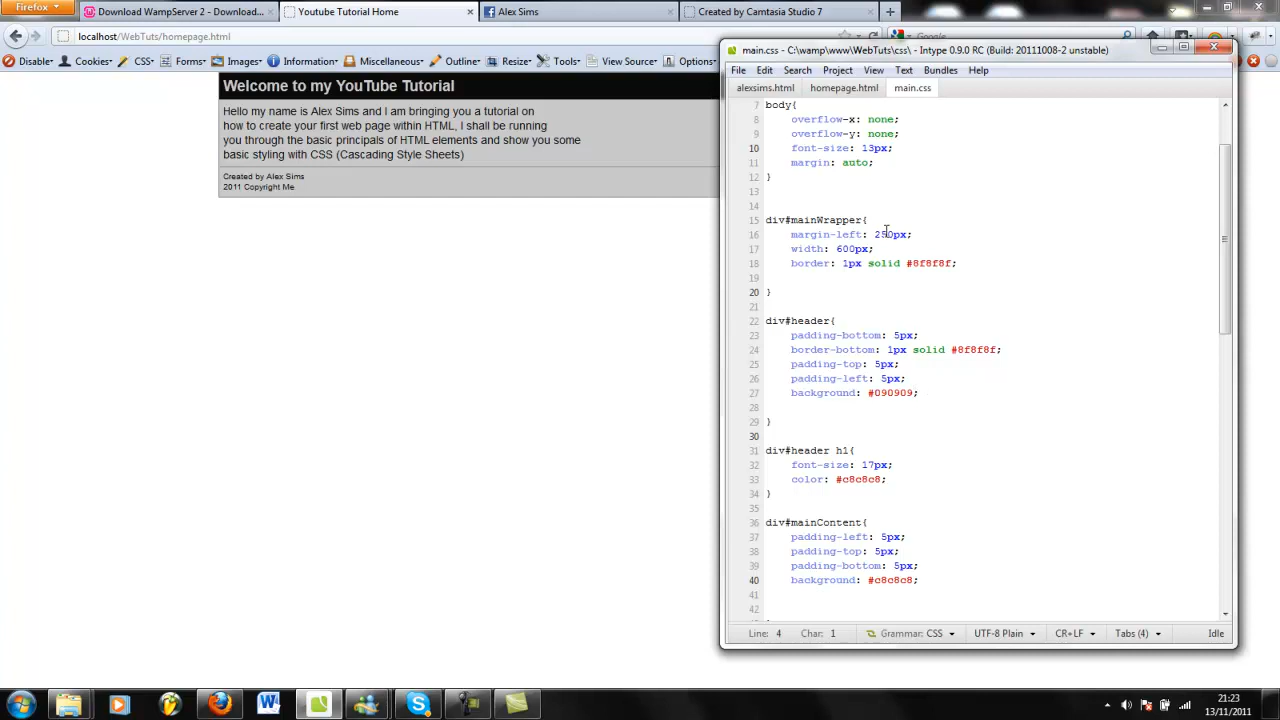 Firefox
Download WampServer 2 - Download...
Youtube Tutorial Home
Alex Sims
Created by Camtasia Studio 7
localhost/WebTuts/homepage.html
Google
Disable
Cookies
CSS
Forms
Images
Information
Miscellaneous
Outline
Resize
Tools
View Source
Options
Welcome to my YouTube Tutorial
Hello my name is Alex Sims and I am bringing you a tutorial on
how to create your first web page within HTML, I shall be running
you through the basic principals of HTML elements and show you some
basic styling with CSS (Cascading Style Sheets)
Created by Alex Sims
2011 Copyright Me
main.css - C:\wamp\www\WebTuts\css\ - Intype 0.9.0 RC (Build: 20111008-2 unstable)
File Edit Search Project View Text Bundles Help
alexsims.html homepage.html main.css
7 body{
8 overflow-x: none;
9 overflow-y: none;
10 font-size: 13px;
11 margin: auto;
12 }
13
14
15 div#mainWrapper{
16 margin-left: 250px;
17 width: 600px;
18 border: 1px solid #8f8f8f;
19
20 }
21
22 div#header{
23 padding-bottom: 5px;
24 border-bottom: 1px solid #8f8f8f;
25 padding-top: 5px;
26 padding-left: 5px;
27 background: #090909;
28
29 }
30
31 div#header h1{
32 font-size: 17px;
33 color: #c8c8c8;
34 }
35
36 div#mainContent{
37 padding-left: 5px;
38 padding-top: 5px;
39 padding-bottom: 5px;
40 background: #c8c8c8;
41
42
Line: 4 Char: 1 Grammar: CSS UTF-8 Plain CR+LF Tabs (4) Idle
21:23
13/11/2011